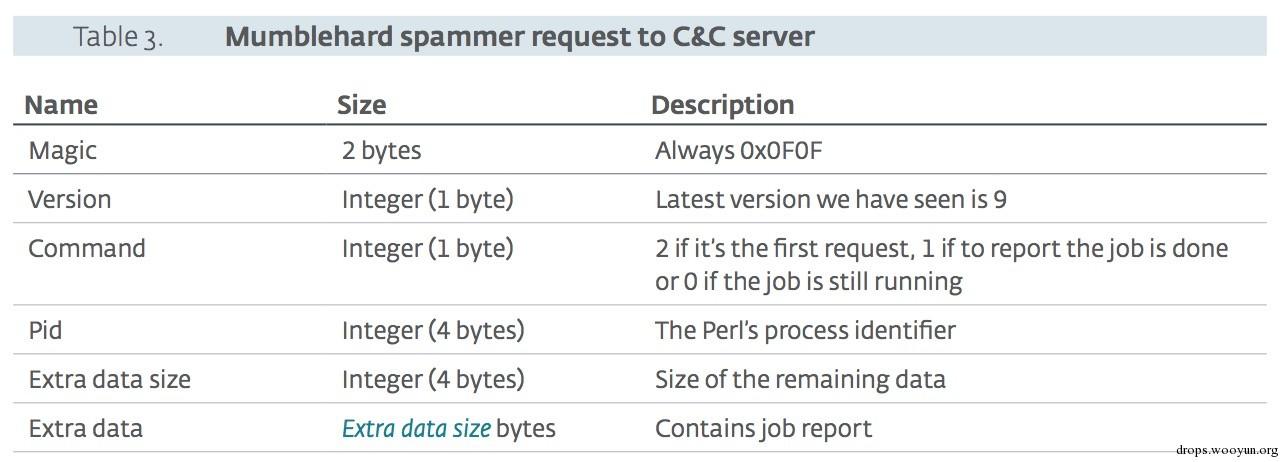 Table 3. Mumblehard spammer request to C&C server
Name Size Description
Magic 2 bytes Always 0x0F0F
Version Integer (1 byte) Latest version we have seen is 9
Command Integer (1 byte) 2 if it’s the first request, 1 if to report the job is done
or 0 if the job is still running
Pid Integer (4 bytes) The Perl’s process identifier
Extra data size Integer (4 bytes) Size of the remaining data
Extra data Extra data size bytes Contains job report
drops.wooyun.org